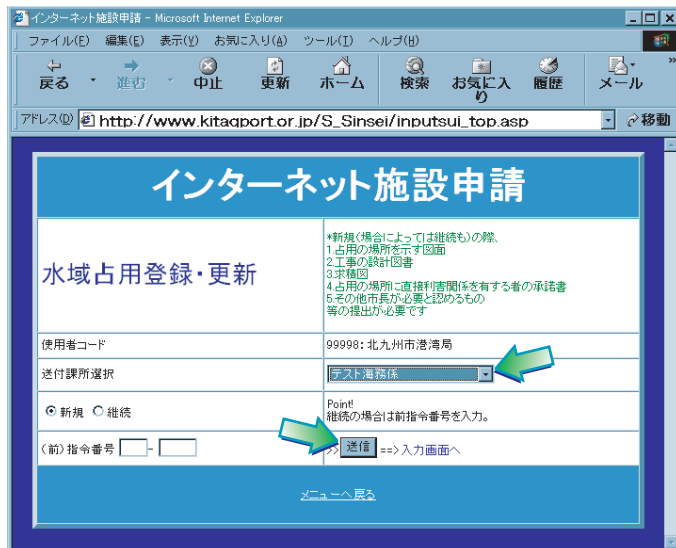 インターネット施設申請 - Microsoft Internet Explorer
ファイル(F) 編集(E) 表示(V) お気に入り(A) ツール(T) ヘルプ(H)
戻る 進む 中止 更新 ホーム 検索 お気に入り 履歴 メール
アドレス(D) http://www.kitaqport.or.jp/S_Sinsei/inputsui_top.asp 移動
インターネット施設申請
水域占用登録・更新
*新規(場合によっては継続も)の際、
1.占用の場所を示す図面
2.工事の設計図書
3.求積図
4.占用の場所に直接利害関係を有する者の承諾書
5.その他市長が必要と認めるもの
等の提出が必要です
使用者コード 99998:北九州市港湾局
送付課所選択 テスト海務係
新規 継続
Point!
継続の場合は前指令番号を入力。
(前)指令番号 - >> 送信 ==>入力画面へ
メニューへ戻る